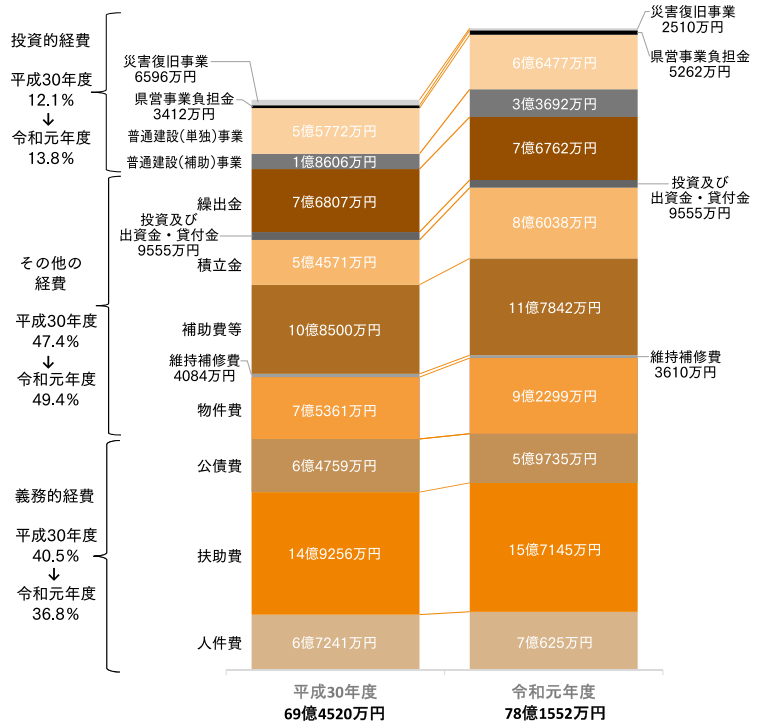 投資的経費
平成30年度
12.1%
↓
令和元年度
13.8%
その他の
経費
平成30年度
47.4%
↓
令和元年度
49.4%
義務的経費
平成30年度
40.5%
↓
令和元年度
36.8%
災害復旧事業
6596万円
県営事業負担金
3412万円
普通建設(単独)事業
普通建設(補助)事業
繰出金
投資及び
出資金・貸付金
9555万円
積立金
補助費等
維持補修費
4084万円
物件費
公債費
扶助費
人件費
5億5772万円
1億8606万円
7億6807万円
5億4571万円
10億8500万円
7億5361万円
6億4759万円
14億9256万円
6億7241万円
平成30年度
69億4520万円
6億6477万円
3億3692万円
7億6762万円
8億6038万円
11億7842万円
9億2299万円
5億9735万円
15億7145万円
7億625万円
令和元年度
78億1552万円
災害復旧事業
2510万円
県営事業負担金
5262万円
投資及び
出資金・貸付金
9555万円
維持補修費
3610万円